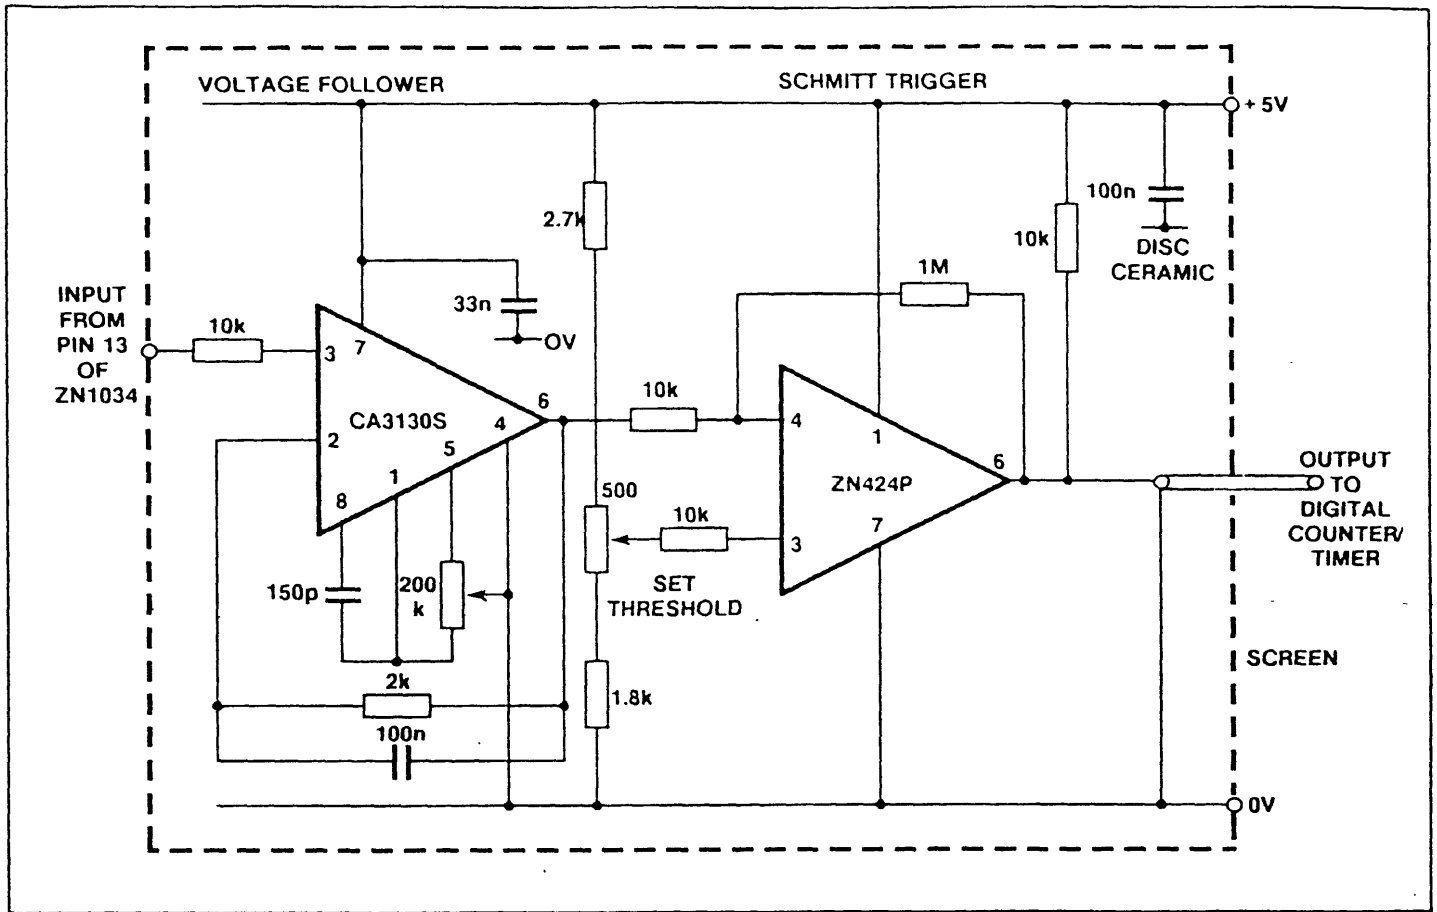 VOLTAGE FOLLOWER
SCHMITT TRIGGER
+ 5V
2.7k
100n
10k
DISC
CERAMIC
1M
INPUT
FROM
PIN 13
OF
ZN1034
10k
33n
OV
3
7
CA3130S
2
6
4
5
1
8
10k
4
1
ZN424P
6
7
3
OUTPUT
TO
DIGITAL
COUNTER/
TIMER
500
10k
SET
THRESHOLD
150p
200
k
SCREEN
2k
1.8k
100n
0V